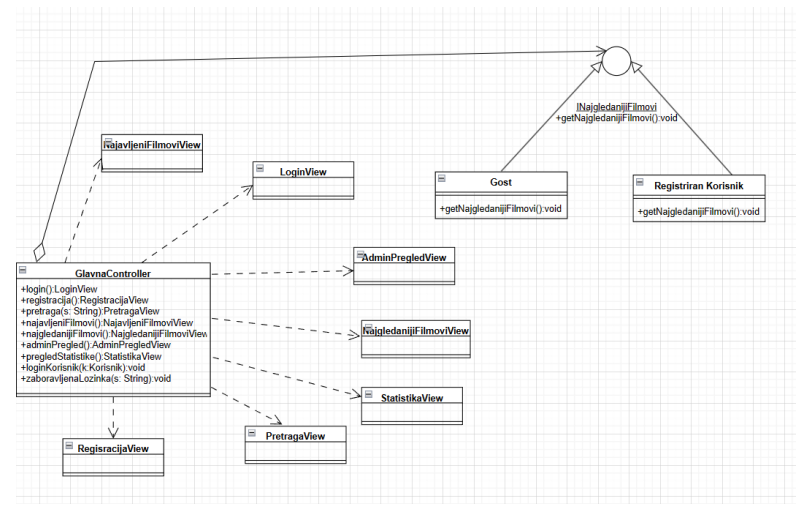 INajgledanijiFilmovi
+getNajgledanijiFilmovi():void
NajavljeniFilmoviView
LoginView
Gost
+getNajgledanijiFilmovi():void
Registriran Korisnik
+getNajgledanijiFilmovi():void
GlavnaController
+login():LoginView
+registracija():RegistracijaView
+pretraga(s: String):PretragaView
+najavljeniFilmovi():NajavljeniFilmoviView
+najgledanijiFilmovi():NajgledanijiFilmoviView
+adminPregled():AdminPregledView
+pregledStatistike():StatistikaView
+loginKorisnik(k:Korisnik):void
+zaboravljenaLozinka(s: String):void
AdminPregledView
NajgledanijiFilmoviView
StatistikaView
PretragaView
RegisracijaView